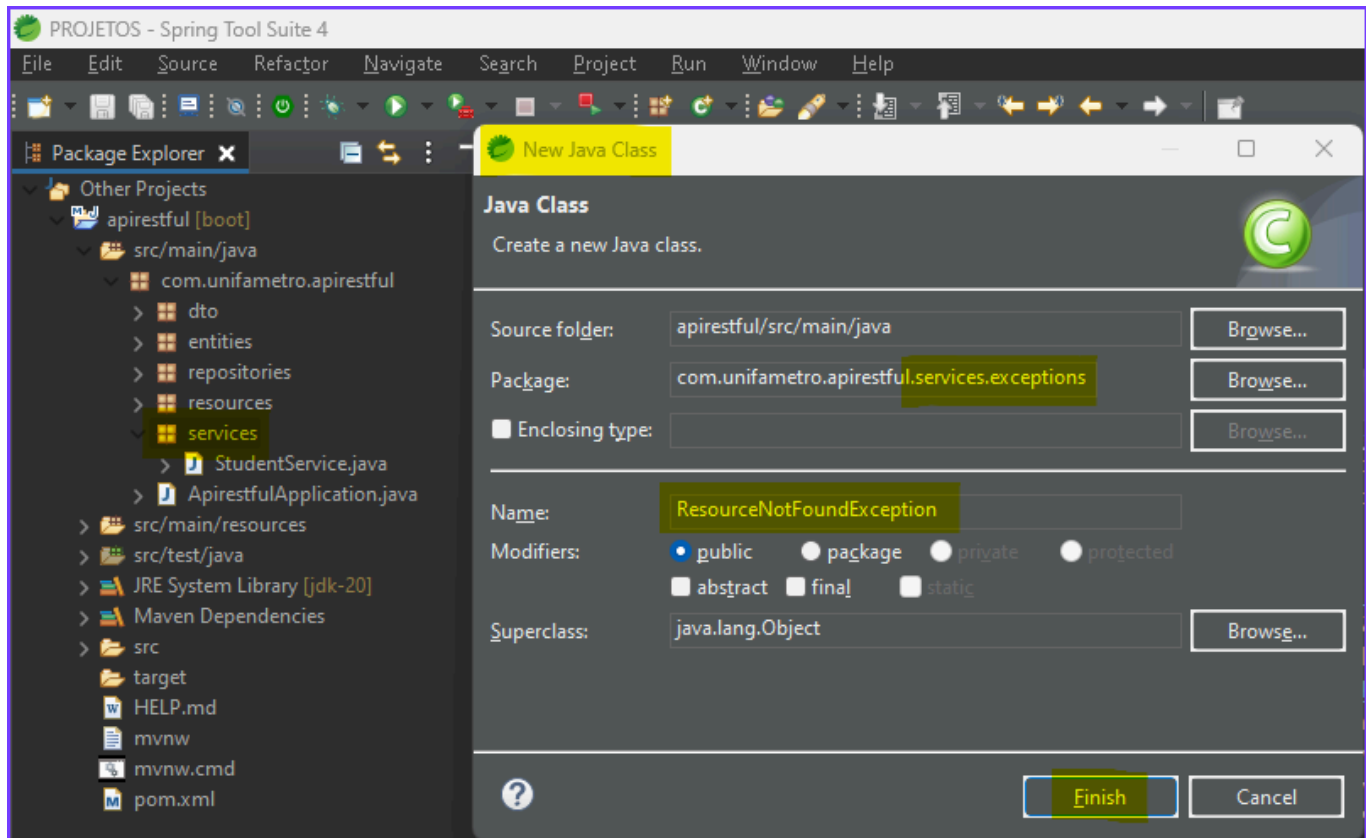 PROJETOS - Spring Tool Suite 4
File Edit Source Refactor Navigate Search Project Run Window Help
Package Explorer
Other Projects
apirestful [boot]
src/main/java
com.unifametro.apirestful
dto
entities
repositories
resources
services
StudentService.java
ApirestfulApplication.java
src/main/resources
src/test/java
JRE System Library [jdk-20]
Maven Dependencies
src
target
HELP.md
mvnw
mvnw.cmd
pom.xml
New Java Class
Java Class
Create a new Java class.
Source folder: apirestful/src/main/java Browse...
Package: com.unifametro.apirestful.services.exceptions Browse...
Enclosing type: Browse...
Name: ResourceNotFoundException
Modifiers: public package private protected
abstract final static
Superclass: java.lang.Object Browse...
Finish Cancel